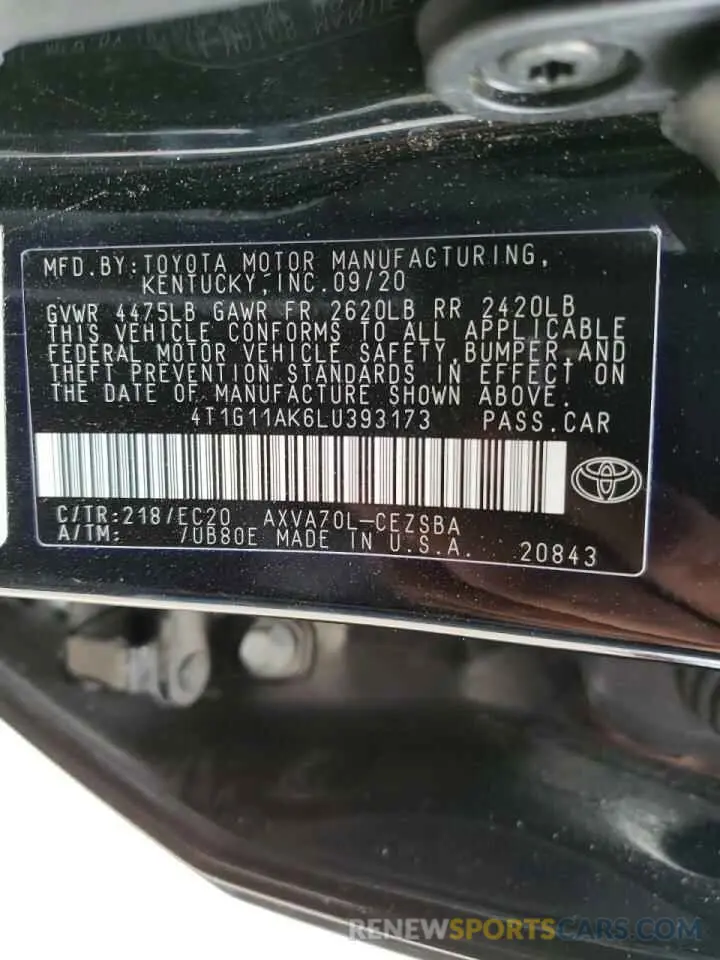 MFD.BY:TOYOTA MOTOR MANUFACTURING,
KENTUCKY, INC.09/20
GVWR 4475LB GAWR FR 2620LB RR 2420LB
THIS VEHICLE CONFORMS TO ALL APPLICABLE
FEDERAL MOTOR VEHICLE SAFETY,BUMPER,AND
THEFT PREVENTION STANDARDS IN EFFECT ON
THE DATE OF MANUFACTURE SHOWN ABOVE.
4T1G11AK6LU393173 PASS.CAR
C/TR:218/EC20 AXVA70L-CEZSBA
A/TM: /UB80E MADE IN U.S.A. 20843
RENEWSPORTSCARS.COM